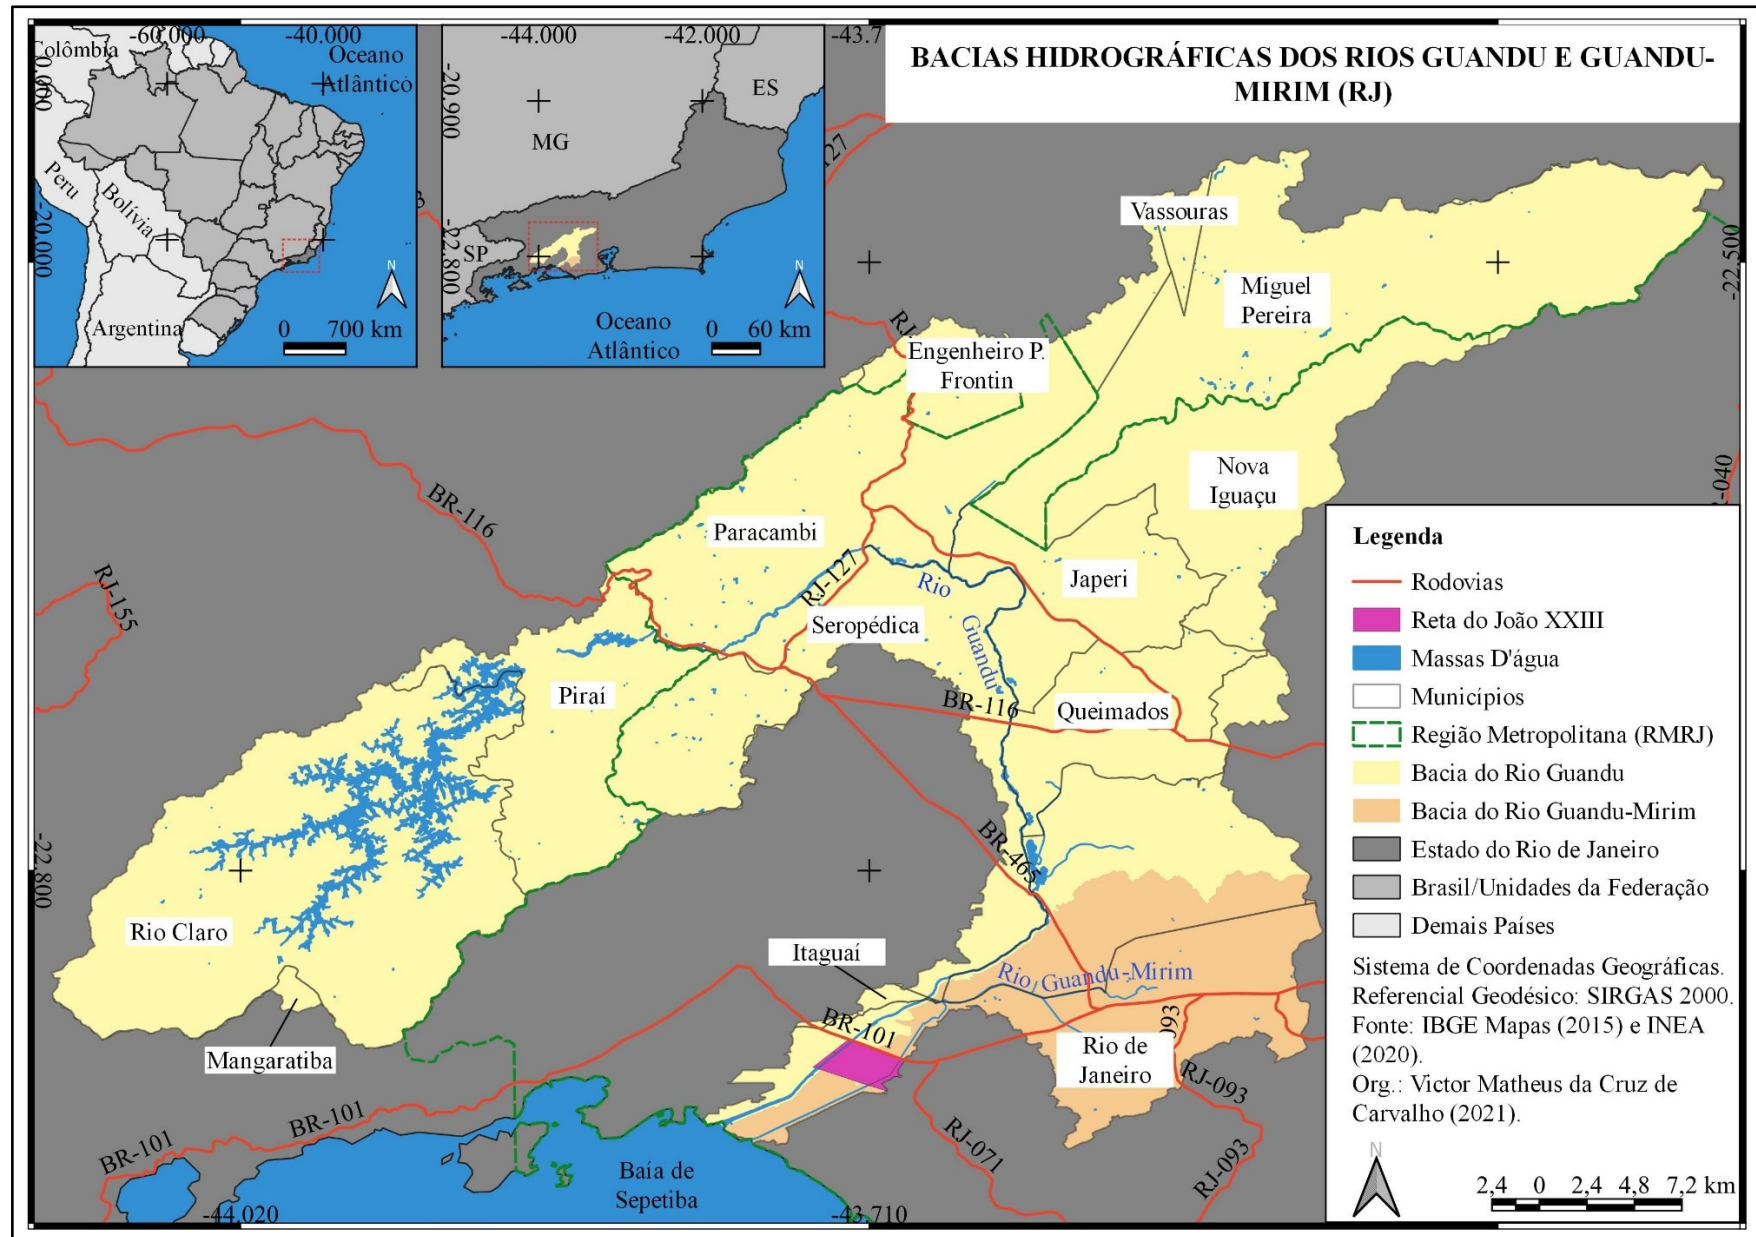 BACIAS HIDROGRÁFICAS DOS RIOS GUANDU E GUANDU-
MIRIM (RJ)
-60,000
-40,000
Colômbia
Oceano
Atlântico
Peru
Bolívia
Argentina
-20,000
N
0 700 km
-44,000
-42,000
-20,900
-22,800
MG
ES
SP
Oceano
Atlântico
N
0 60 km
-43,7
-22,500
Vassouras
Miguel
Pereira
Engenheiro P.
Frontin
Nova
Iguaçu
BR-116
Paracambi
RJ-127
Rio
Guandu
Japeri
RJ-155
Seropédica
Piraí
BR-116
Queimados
BR-465
-22,800
Rio Claro
Itaguaí
Rio Guandu-Mirim
BR-101
Mangaratiba
Rio de
Janeiro
RJ-093
RJ-093
RJ-071
BR-101
BR-101
Baía de
Sepetiba
-44,020
-43,710
Legenda
Rodovias
Reta do João XXIII
Massas D'água
Municípios
Região Metropolitana (RMRJ)
Bacia do Rio Guandu
Bacia do Rio Guandu-Mirim
Estado do Rio de Janeiro
Brasil/Unidades da Federação
Demais Países
Sistema de Coordenadas Geográficas.
Referencial Geodésico: SIRGAS 2000.
Fonte: IBGE Mapas (2015) e INEA
(2020).
Org.: Victor Matheus da Cruz de
Carvalho (2021).
N
2,4 0 2,4 4,8 7,2 km